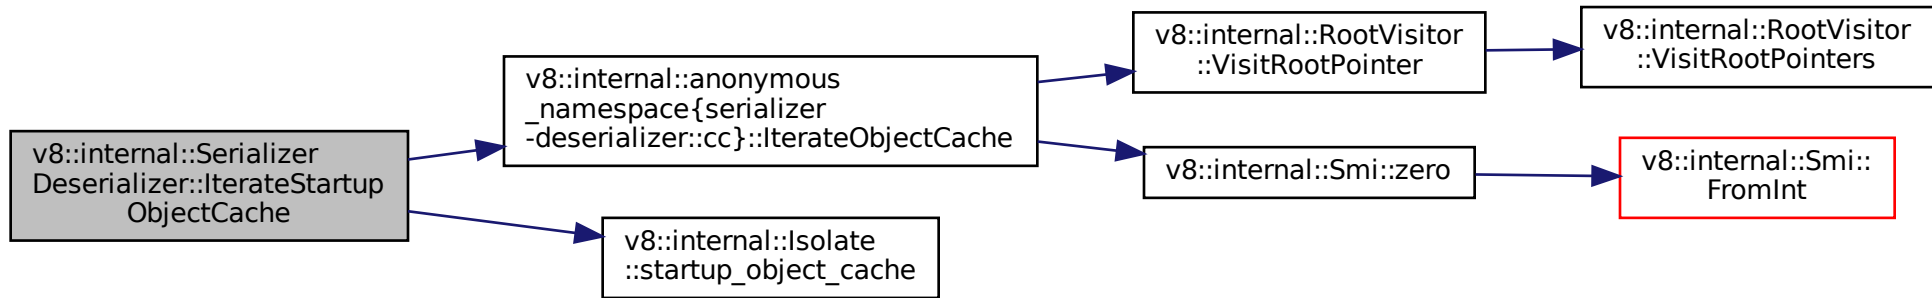 v8::internal::Serializer
Deserializer::IterateStartup
ObjectCache
v8::internal::anonymous
_namespace{serializer
-deserializer::cc}::IterateObjectCache
v8::internal::RootVisitor
::VisitRootPointer
v8::internal::RootVisitor
::VisitRootPointers
v8::internal::Smi::zero
v8::internal::Smi::
FromInt
v8::internal::Isolate
::startup_object_cache